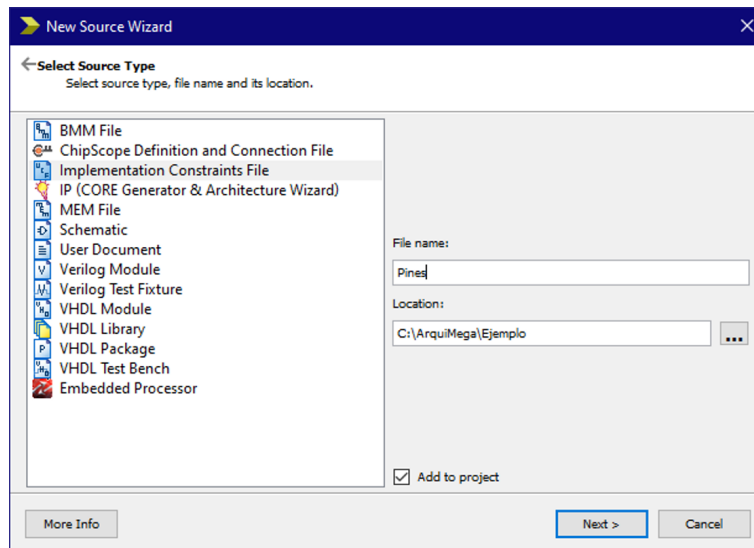 New Source Wizard
Select Source Type
Select source type, file name and its location.
BMM File
ChipScope Definition and Connection File
Implementation Constraints File
IP (CORE Generator & Architecture Wizard)
MEM File
Schematic
User Document
Verilog Module
Verilog Test Fixture
VHDL Module
VHDL Library
VHDL Package
VHDL Test Bench
Embedded Processor
File name:
Pines
Location:
C:\ArquiMega\Ejemplo
...
Add to project
More Info
Next >
Cancel